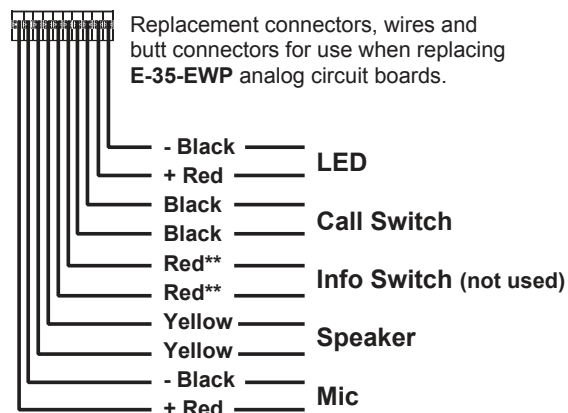 Replacement connectors, wires and
butt connectors for use when replacing
E-35-EWP analog circuit boards.
- Black
LED
+ Red
Black
Call Switch
Black
Red**
Info Switch (not used)
Red**
Yellow
Speaker
Yellow
- Black
Mic
+ Red